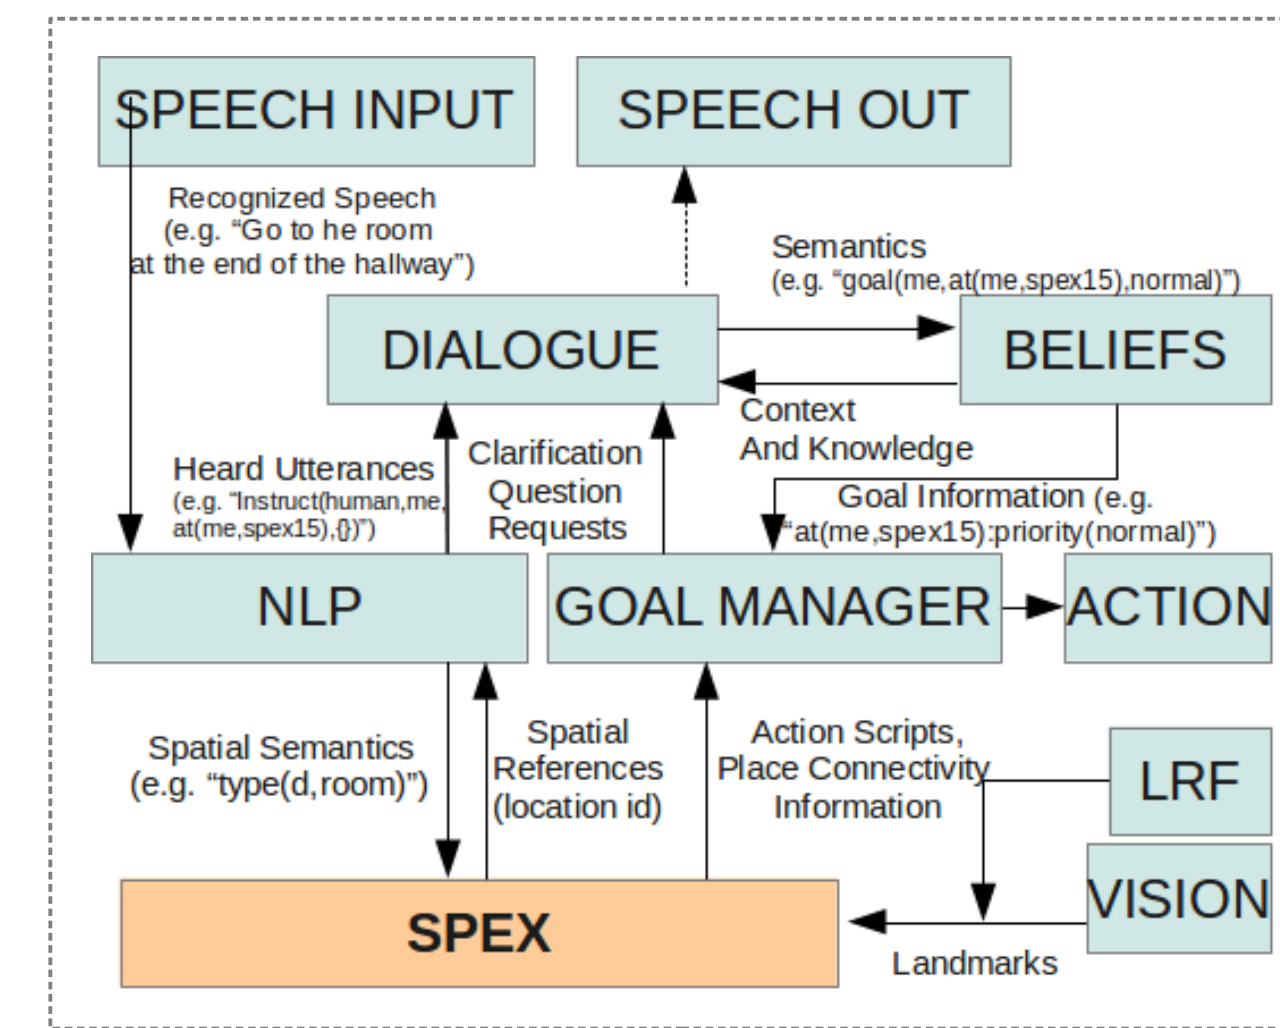 SPEECH INPUT
SPEECH OUT
Recognized Speech
(e.g. “Go to he room
at the end of the hallway”)
Semantics
(e.g. “goal(me,at(me,spex15),normal)”)
DIALOGUE
BELIEFS
Context
And Knowledge
Heard Utterances
(e.g. “Instruct(human,me,
at(me,spex15),{})”)
Clarification
Question
Requests
Goal Information (e.g.
“at(me,spex15):priority(normal)”)
NLP
GOAL MANAGER
ACTION
Spatial Semantics
(e.g. “type(d,room)”)
Spatial
References
(location id)
Action Scripts,
Place Connectivity
Information
LRF
VISION
SPEX
Landmarks